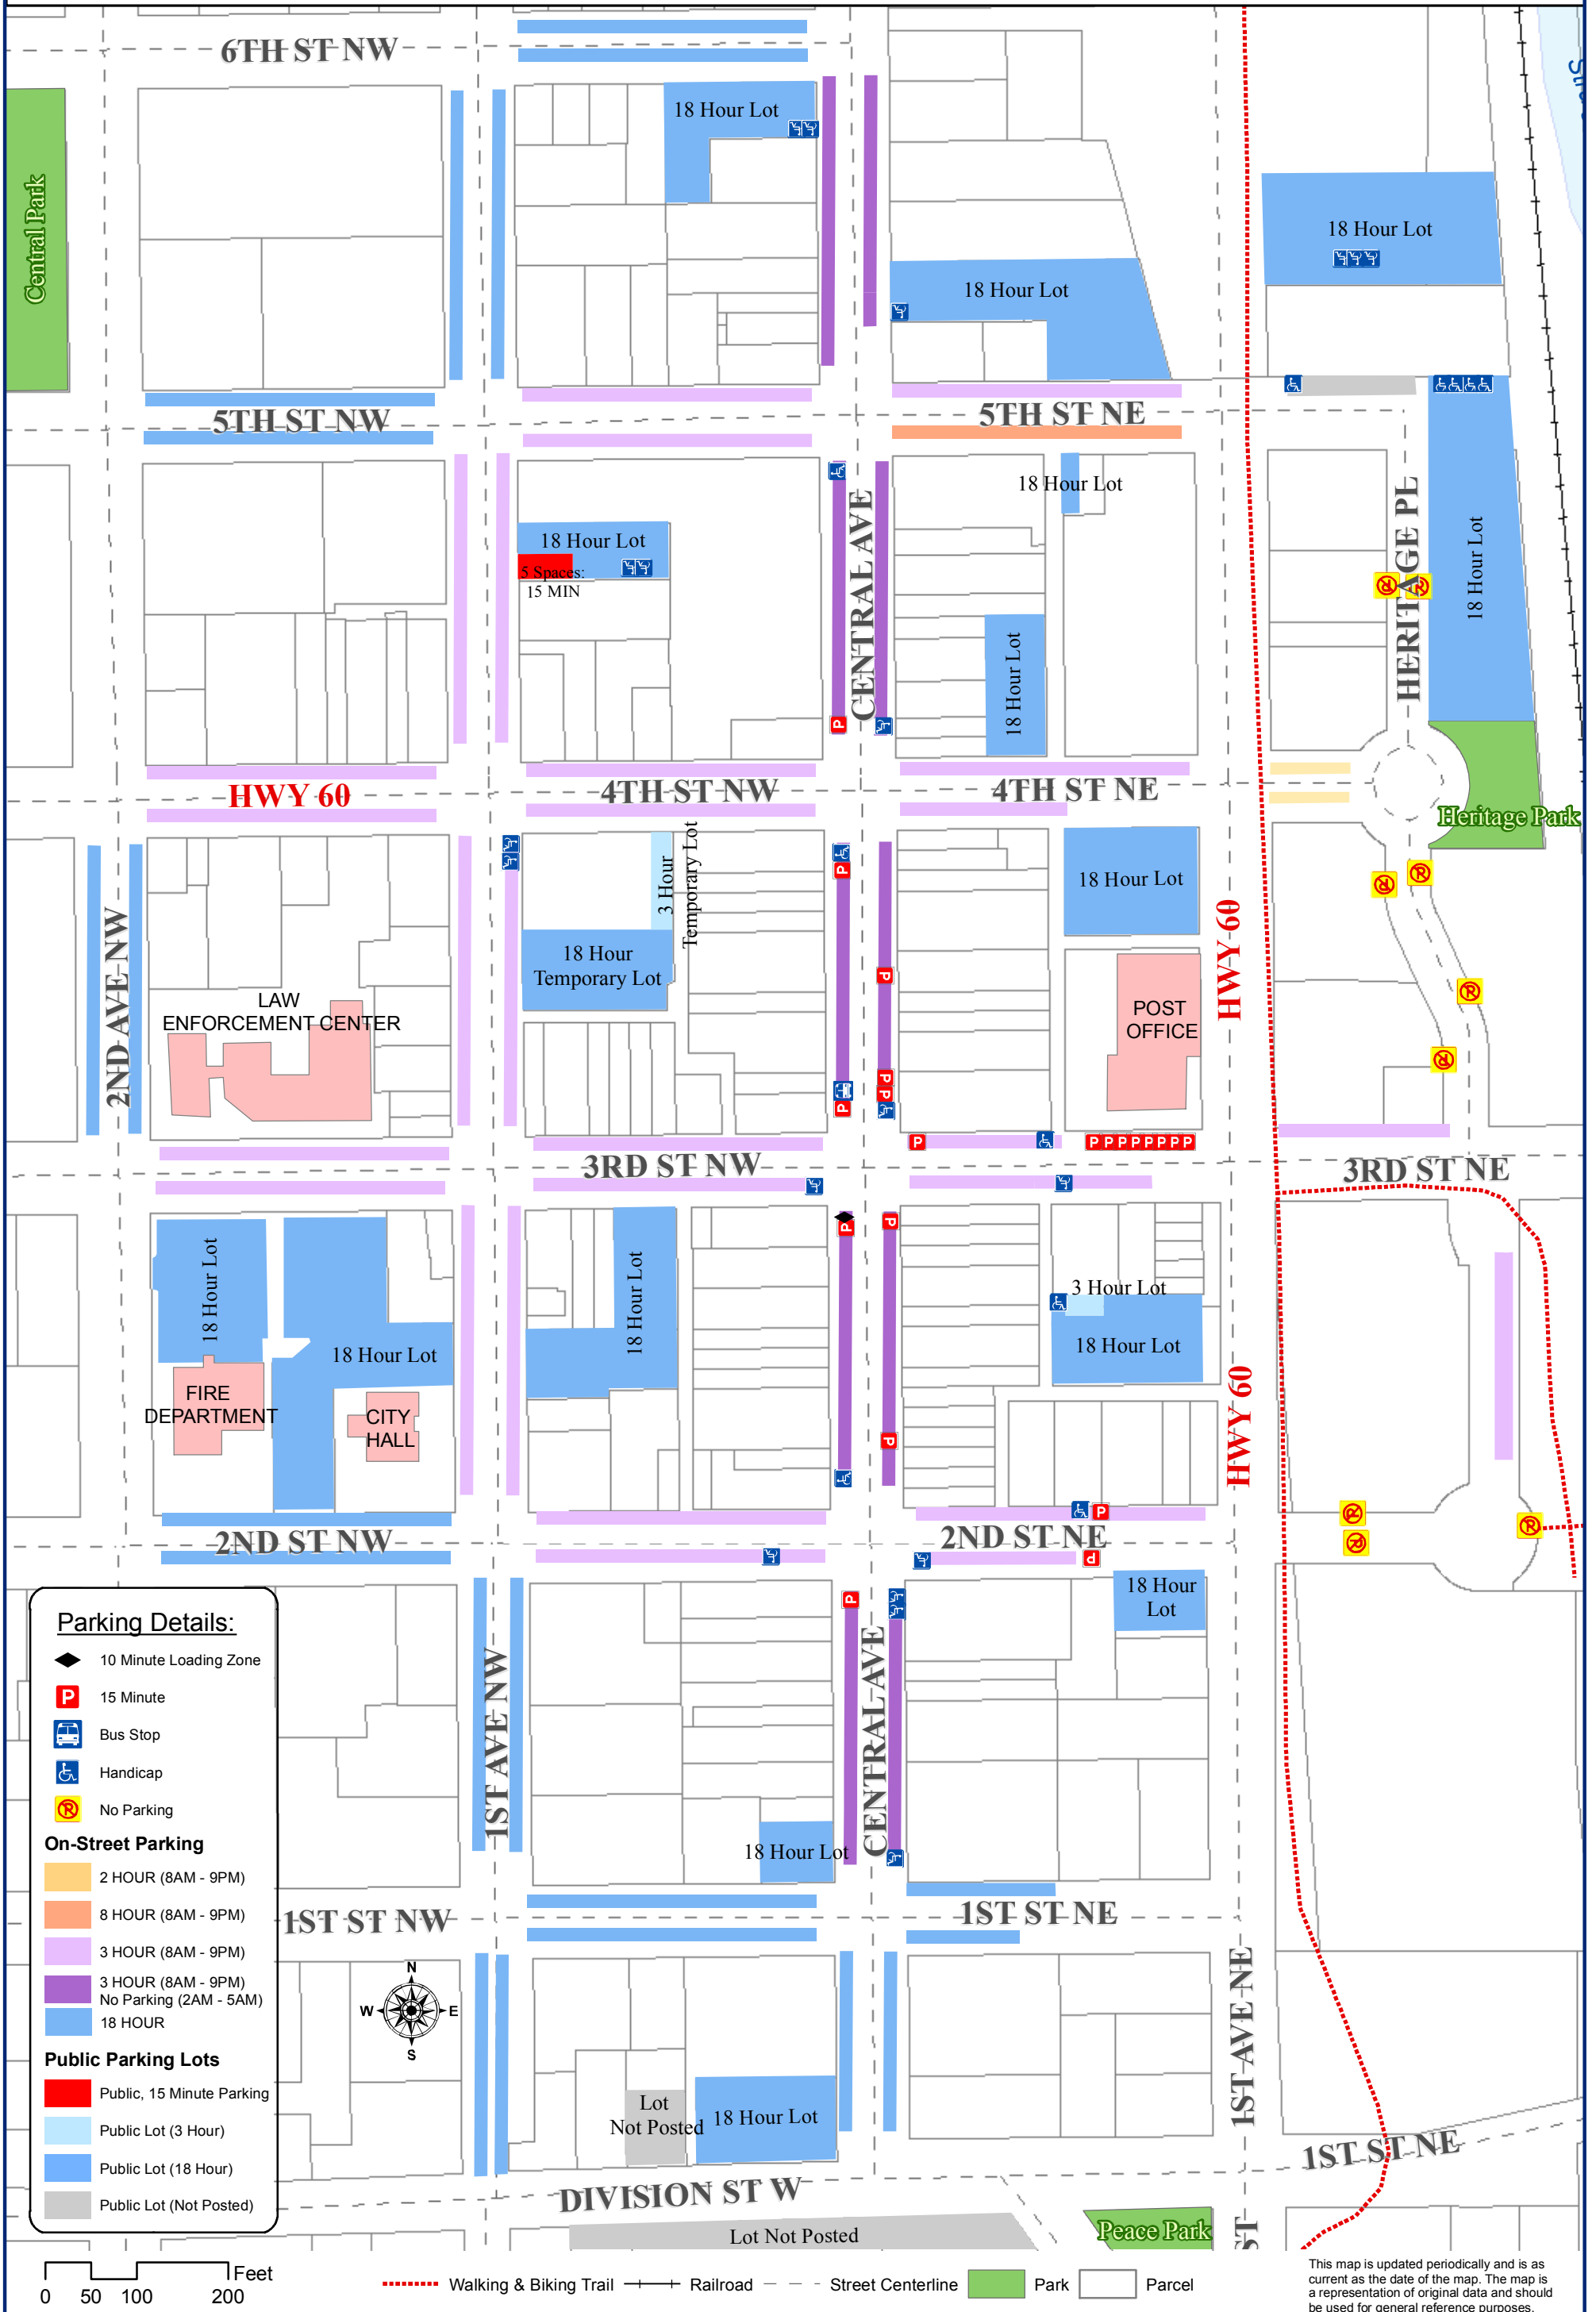 6TH ST NW
18 Hour Lot
Central Park
18 Hour Lot
18 Hour Lot
5TH ST NW
5TH ST NE
18 Hour Lot
18 Hour Lot
5 Spaces:
15 MIN
CENTRAL AVE
18 Hour Lot
HERITAGE PL
18 Hour Lot
P
HWY 60
4TH ST NW
4TH ST NE
Heritage Park
3 Hour
Temporary Lot
P
18 Hour Lot
18 Hour
Temporary Lot
HWY 60
2ND AVE NW
LAW
ENFORCEMENT CENTER
P
POST
OFFICE
P
P
P
P
P P P P P P P P
3RD ST NW
3RD ST NE
P
P
18 Hour Lot
18 Hour Lot
3 Hour Lot
18 Hour Lot
18 Hour Lot
FIRE
DEPARTMENT
CITY
HALL
HWY 60
P
P
2ND ST NW
2ND ST NE
P
P
18 Hour
Lot
1ST AVE NW
CENTRAL AVE
18 Hour Lot
1ST ST NW
1ST ST NE
Parking Details:
10 Minute Loading Zone
P 15 Minute
Bus Stop
Handicap
No Parking
On-Street Parking
2 HOUR (8AM - 9PM)
8 HOUR (8AM - 9PM)
3 HOUR (8AM - 9PM)
3 HOUR (8AM - 9PM)
No Parking (2AM - 5AM)
18 HOUR
Public Parking Lots
Public, 15 Minute Parking
Public Lot (3 Hour)
Public Lot (18 Hour)
Public Lot (Not Posted)
N
W E
S
1ST AVE NE
Lot
Not Posted
18 Hour Lot
1ST ST NE
DIVISION ST W
Lot Not Posted
Peace Park
ST
0 50 100 200
Feet
Walking & Biking Trail
Railroad
Street Centerline
Park
Parcel
This map is updated periodically and is as
current as the date of the map. The map is
a representation of original data and should
be used for general reference purposes.